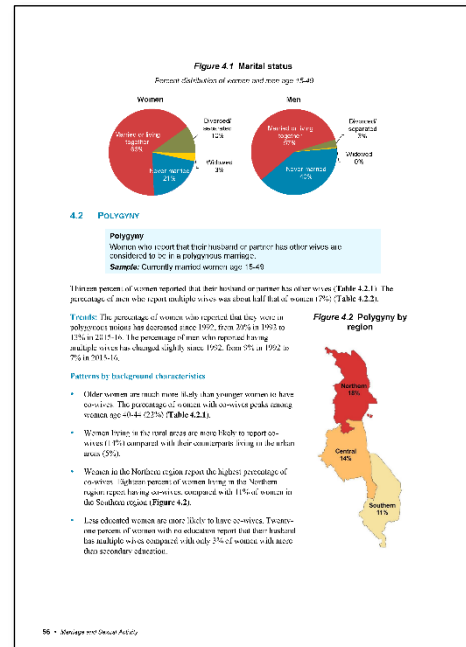 Figure 4.1 Marital status
Percent distribution of women and men age 15-49
Women
Men
Married or living
together
Divorced/
separated
12%
Widowed
3%
Never married
21%
Married or living
together
57%
Divorced/
separated
Widowed
0%
Never married
40%
4.2 POLYGYNY
Polygyny
Women who report that their husband or partner has other wives are
considered to be in a polygynous marriage.
Sample: Currently married women age 15-49
Thirteen percent of women reported that their husband or partner has other wives (Table 4.2.1). The
percentage of men who report multiple wives was about half that of women (7%) (Table 4.2.2).
Trends: The percentage of women who reported that they were in
polygynous unions has decreased since 1992, from 20% in 1992 to
13% in 2015-16. The percentage of men who reported having
multiple wives has changed slightly since 1992, from 9% in 1992 to
7% in 2015-16.
Figure 4.2 Polygyny by
region
Northern
18%
Central
14%
Southern
11%
Patterns by background characteristics
• Older women are much more likely than younger women to have
co-wives. The percentage of women with co-wives peaks among
women age 40-44 (22%) (Table 4.2.1).
• Women living in the rural areas are more likely to report co-
wives (14%) compared with their counterparts living in the urban
areas (5%).
• Women in the Northern region report the highest percentage of
co-wives. Eighteen percent of women living in the Northern
region report having co-wives, compared with 11% of women in
the Southern region (Figure 4.2).
• Less educated women are more likely to have co-wives. Twenty-
one percent of women with no education report that their husband
has multiple wives compared with only 3% of women with more
than secondary education.
56 • Marriage and Sexual Activity